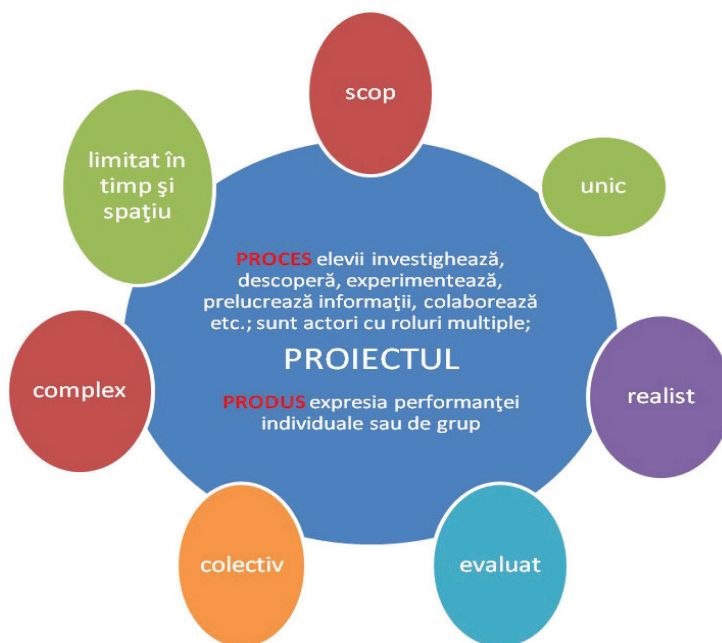 scop
limitat în
timp şi
spaţiu
unic
PROCES elevii investighează,
descoperă, experimentează,
prelucrează informaţii, colaborează
etc.; sunt actori cu roluri multiple;
PROIECTUL
complex
realist
PRODUS expresia performanţei
individuale sau de grup
colectiv
evaluat